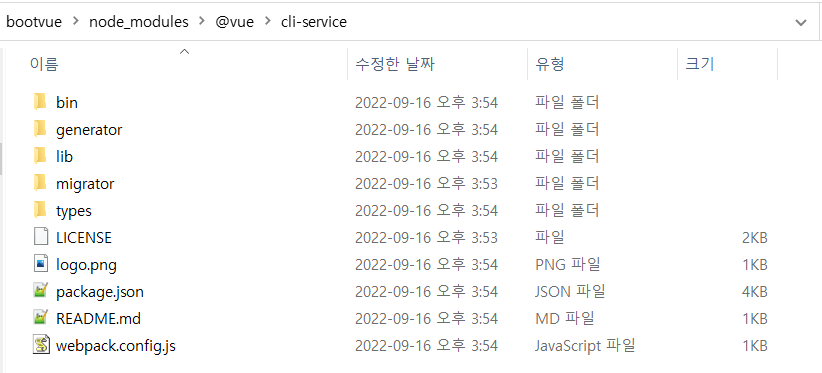 bootvue > node_modules > @vue > cli-service
이름 수정한 날짜 유형 크기
bin 2022-09-16 오후 3:54 파일 폴더
generator 2022-09-16 오후 3:54 파일 폴더
lib 2022-09-16 오후 3:54 파일 폴더
migrator 2022-09-16 오후 3:53 파일 폴더
types 2022-09-16 오후 3:54 파일 폴더
LICENSE 2022-09-16 오후 3:53 파일 2KB
logo.png 2022-09-16 오후 3:54 PNG 파일 1KB
package.json 2022-09-16 오후 3:54 JSON 파일 4KB
README.md 2022-09-16 오후 3:54 MD 파일 1KB
webpack.config.js 2022-09-16 오후 3:54 JavaScript 파일 1KB